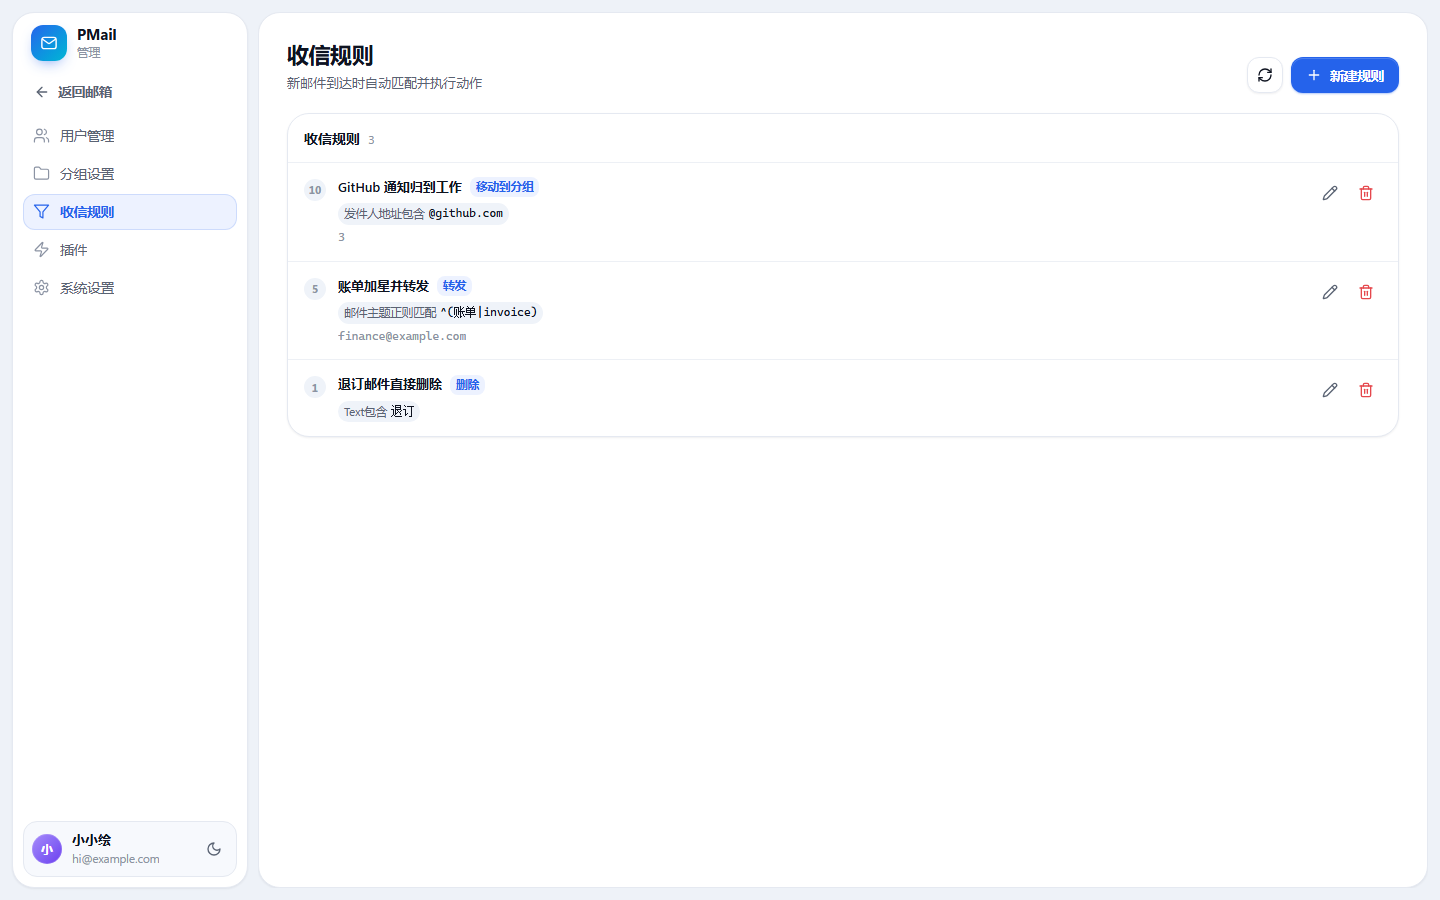 PMail
管理
返回邮箱
用户管理
分组设置
收信规则
插件
系统设置
小
小小绘
hi@example.com
收信规则
新邮件到达时自动匹配并执行动作
新建规则
收信规则 3
10 GitHub 通知归到工作 移动到分组
发件人地址包含 @github.com
3
5 账单加星并转发 转发
邮件主题正则匹配 ^(账单|invoice)
finance@example.com
1 退订邮件直接删除 删除
Text包含 退订